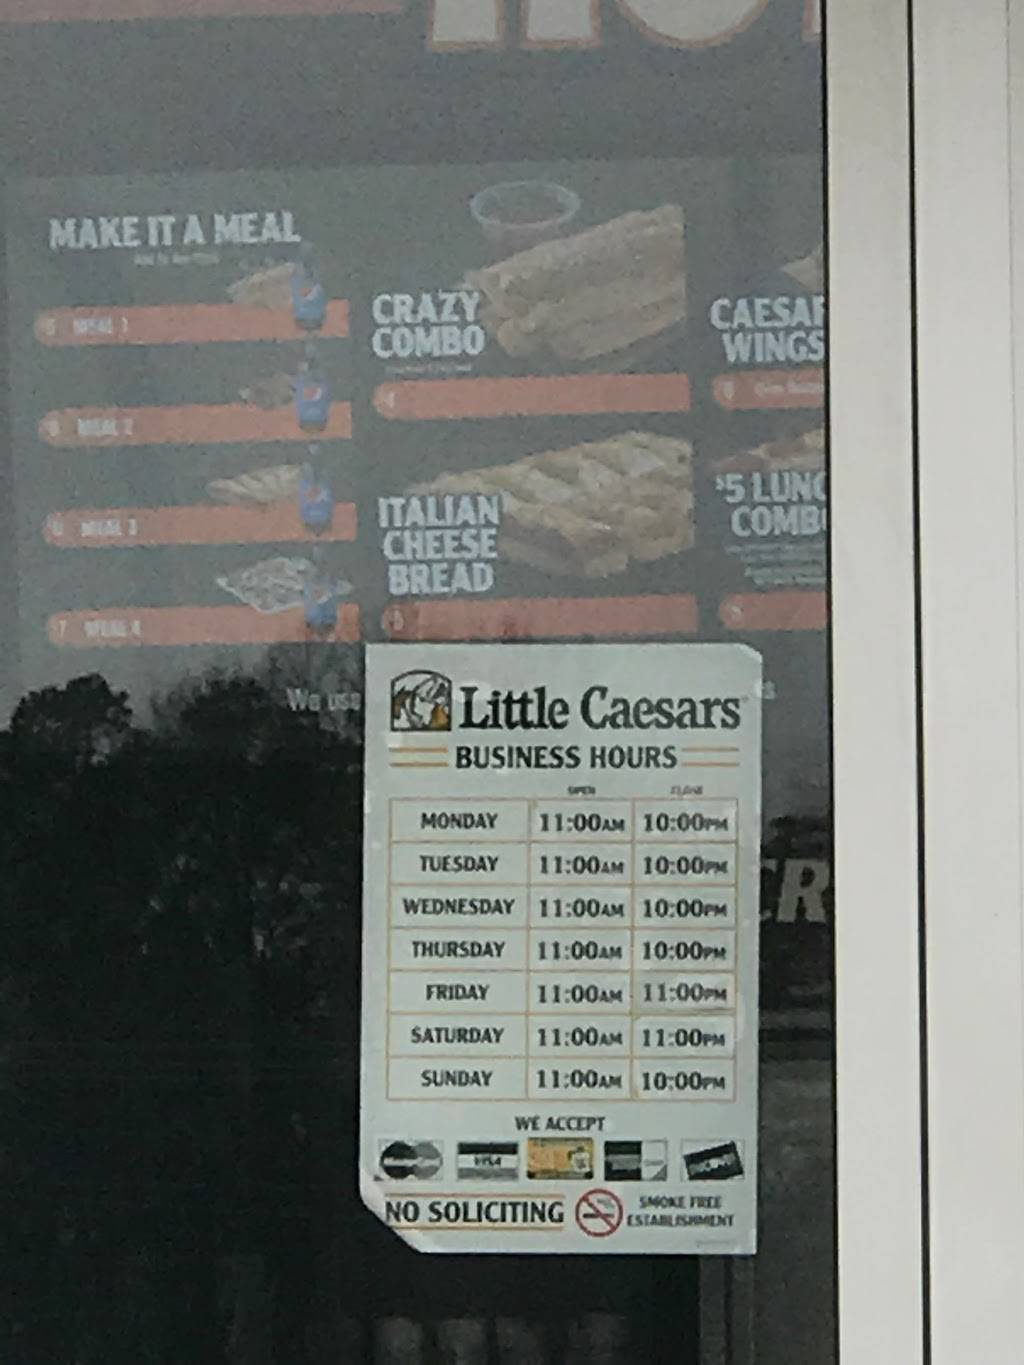 MAKE IT A MEAL
MEAL 1
MEAL 2
MEAL 3
7 MEAL 4
CRAZY
COMBO
ITALIAN
CHEESE
BREAD
CAESAR
WINGS
$5 LUNC
COMB
We use
Little Caesars
BUSINESS HOURS
OPEN CLOSE
MONDAY 11:00AM 10:00PM
TUESDAY 11:00AM 10:00PM
WEDNESDAY 11:00AM 10:00PM
THURSDAY 11:00AM 10:00PM
FRIDAY 11:00AM 11:00PM
SATURDAY 11:00AM 11:00PM
SUNDAY 11:00AM 10:00PM
WE ACCEPT
VISA
NO SOLICITING
SMOKE FREE
ESTABLISHMENT